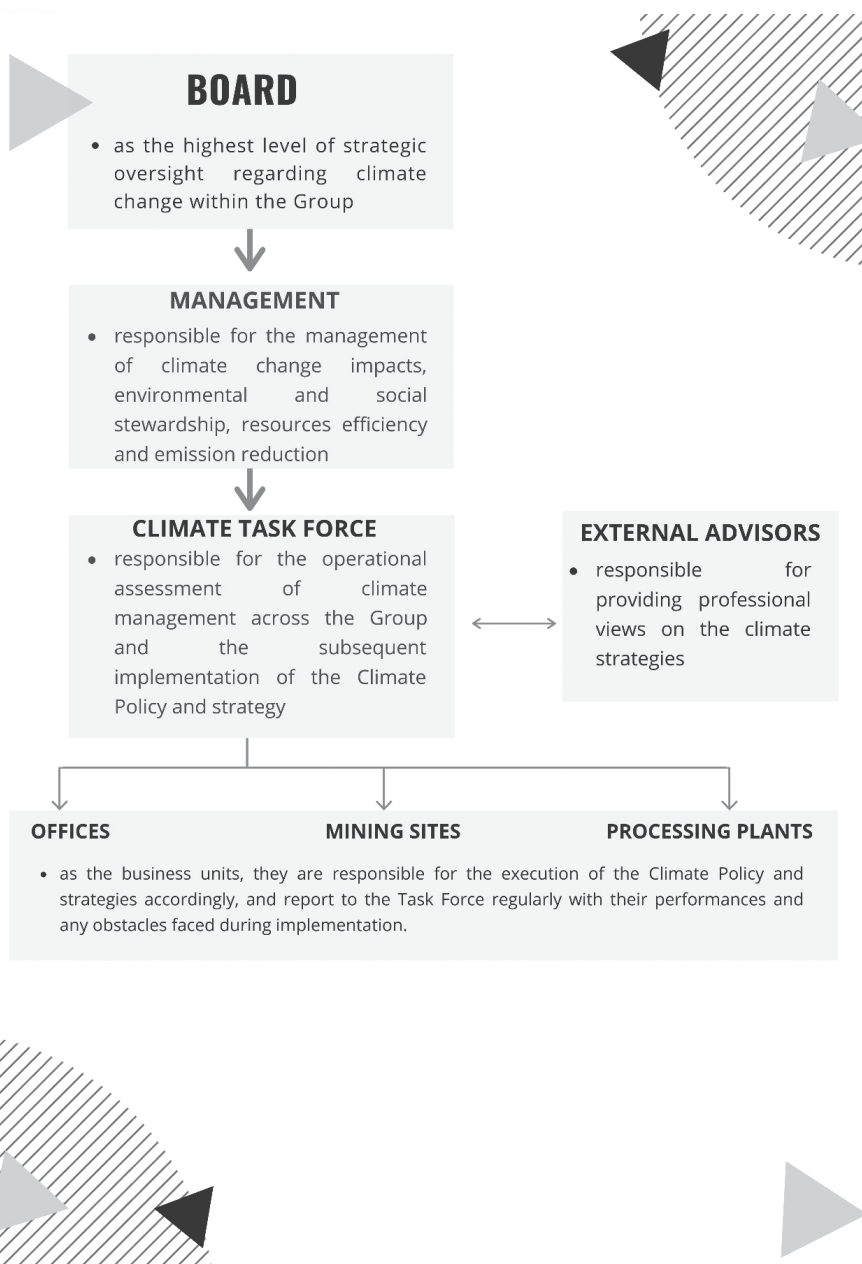 BOARD
• as the highest level of strategic
oversight regarding climate
change within the Group
MANAGEMENT
• responsible for the management
of climate change impacts,
environmental and social
stewardship, resources efficiency
and emission reduction
CLIMATE TASK FORCE
• responsible for the operational
assessment of climate
management across the Group
and the subsequent
implementation of the Climate
Policy and strategy
EXTERNAL ADVISORS
• responsible for
providing professional
views on the climate
strategies
OFFICES MINING SITES PROCESSING PLANTS
• as the business units, they are responsible for the execution of the Climate Policy and
strategies accordingly, and report to the Task Force regularly with their performances and
any obstacles faced during implementation.